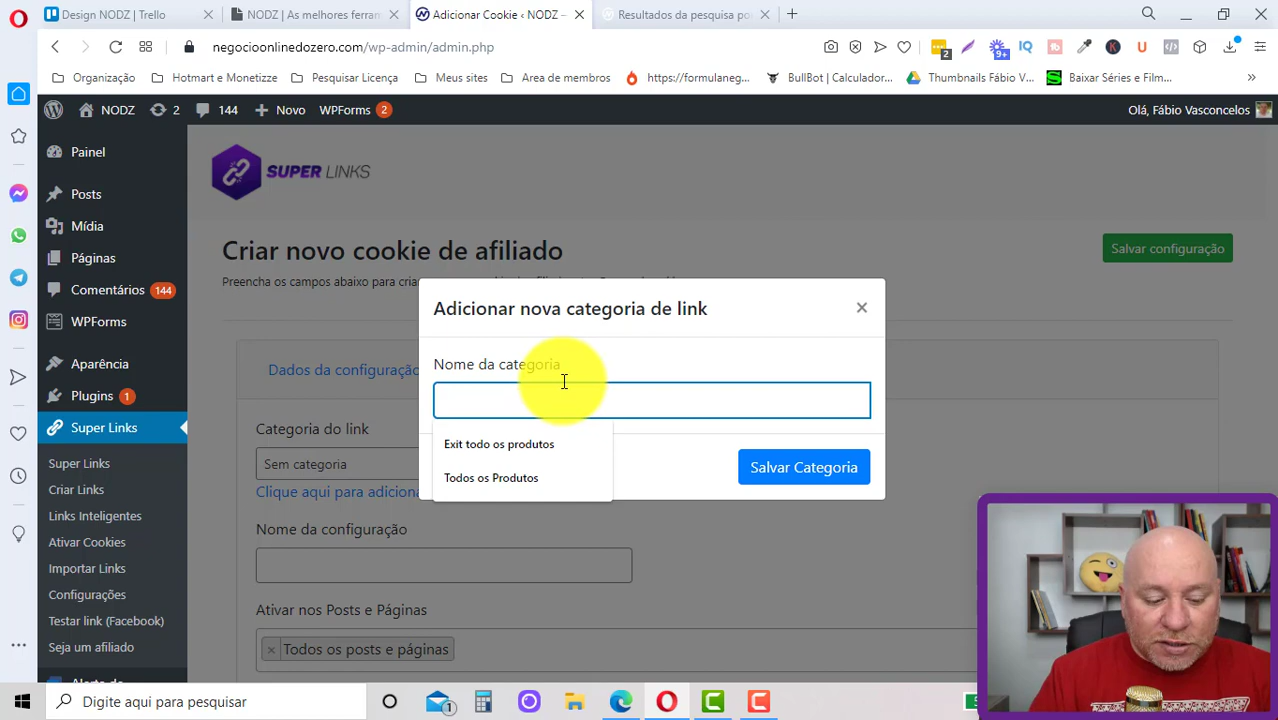 Design NODZ | Trello
NODZ | As melhores ferran
Adicionar Cookie ‹ NODZ –
Resultados da pesquisa po
negocioonlinedozero.com/wp-admin/admin.php
2
9+
IQ
K
U
Organização
Hotmart e Monetizze
Pesquisar Licença
Meus sites
Area de membros
https://formulaneg...
BullBot | Calculador...
Thumbnails Fábio V...
S
Baixar Séries e Film...
»
NODZ
2
144
Novo
WPForms 2
Olá, Fábio Vasconcelos
Painel
Posts
Mídia
Páginas
Comentários 144
WPForms
Aparência
Plugins 1
Super Links
Super Links
Criar Links
Links Inteligentes
Ativar Cookies
Importar Links
Configurações
Testar link (Facebook)
Seja um afiliado
SUPER LINKS
Criar novo cookie de afiliado
Salvar configuração
Preencha os campos abaixo para cria
Dados da configuração
Categoria do link
Sem categoria
Clique aqui para adiciona
Nome da configuração
Ativar nos Posts e Páginas
× Todos os posts e páginas
Adicionar nova categoria de link
×
Nome da categoria
Exit todo os produtos
Todos os Produtos
Salvar Categoria
Digite aqui para pesquisar
1